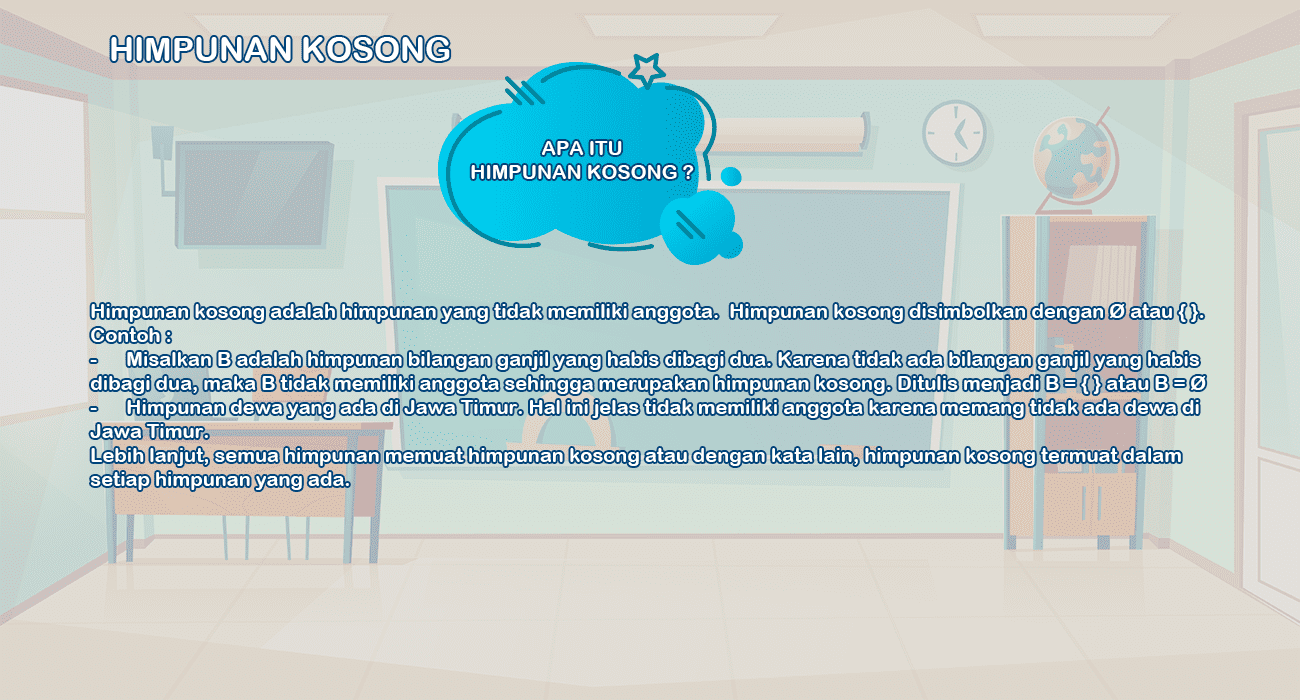 HIMPUNAN KOSONG
APA ITU
HIMPUNAN KOSONG ?
Himpunan kosong adalah himpunan yang tidak memiliki anggota.  Himpunan kosong disimbolkan dengan Ø atau { }.
Contoh :
-      Misalkan B adalah himpunan bilangan ganjil yang habis dibagi dua. Karena tidak ada bilangan ganjil yang habis
dibagi dua, maka B tidak memiliki anggota sehingga merupakan himpunan kosong. Ditulis menjadi B = { } atau B = Ø
-      Himpunan dewa yang ada di Jawa Timur. Hal ini jelas tidak memiliki anggota karena memang tidak ada dewa di
Jawa Timur.
Lebih lanjut, semua himpunan memuat himpunan kosong atau dengan kata lain, himpunan kosong termuat dalam
setiap himpunan yang ada.